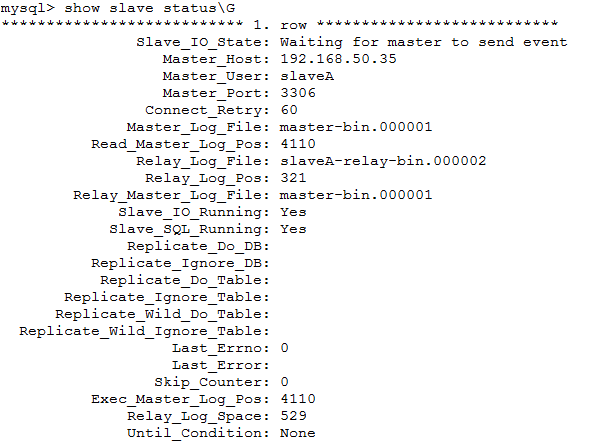 mysql> show slave status\G
*************************** 1. row ***************************
Slave_IO_State: Waiting for master to send event
Master_Host: 192.168.50.35
Master_User: slaveA
Master_Port: 3306
Connect_Retry: 60
Master_Log_File: master-bin.000001
Read_Master_Log_Pos: 4110
Relay_Log_File: slaveA-relay-bin.000002
Relay_Log_Pos: 321
Relay_Master_Log_File: master-bin.000001
Slave_IO_Running: Yes
Slave_SQL_Running: Yes
Replicate_Do_DB:
Replicate_Ignore_DB:
Replicate_Do_Table:
Replicate_Ignore_Table:
Replicate_Wild_Do_Table:
Replicate_Wild_Ignore_Table:
Last_Errno: 0
Last_Error:
Skip_Counter: 0
Exec_Master_Log_Pos: 4110
Relay_Log_Space: 529
Until_Condition: None